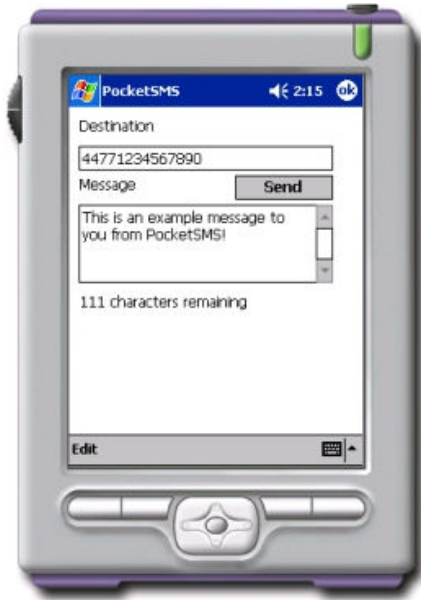 PocketSMS 2:15 ok
Destination
44771234567890
Message Send
This is an example message to
you from PocketSMS!
111 characters remaining
Edit